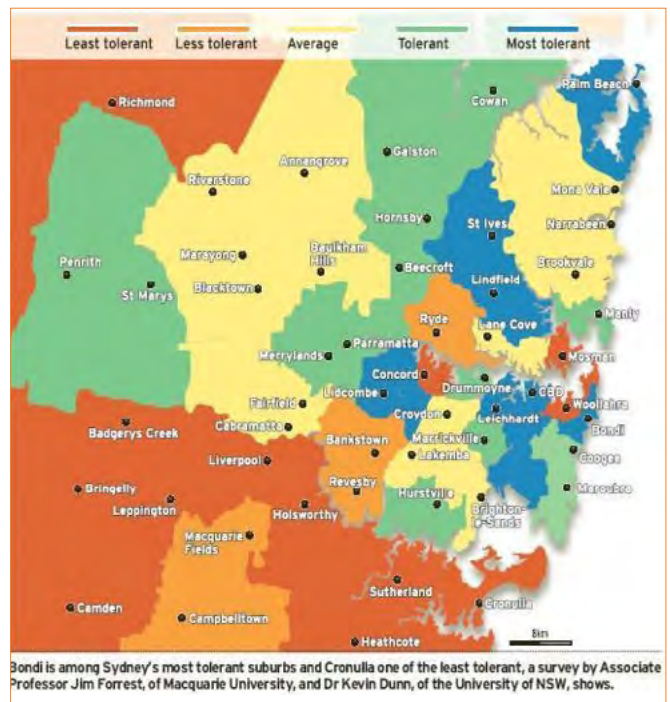 Least tolerant Less tolerant Average Tolerant Most tolerant
Palm Beach
Cowan
Richmond
Galston
Annangrove
Riverstone
Mona Vale
Hornsby
St Ives
Narrabeen
Marayong
Baulkham
Hills
Beecroft
Brookvale
Penrith
St Marys
Blacktown
Lindfield
Manly
Ryde
Lane Cove
Parramatta
Merrylands
Mosman
Concord
Drummoyne
CBD
Lidcombe
Woollahra
Fairfield
Croydon
Leichhardt
Bondi
Cabramatta
Badgerys Creek
Bankstown
Marrickville
Coogee
Liverpool
Lakemba
Bringelly
Revesby
Maroubra
Leppington
Holsworthy
Hurstville
Brighton-
le-Sands
Macquarie
Fields
Sutherland
Camden
Campbelltown
Cronulla
Heathcote
8km
Bondi is among Sydney's most tolerant suburbs and Cronulla one of the least tolerant, a survey by Associate
Professor Jim Forrest, of Macquarie University, and Dr Kevin Dunn, of the University of NSW, shows.